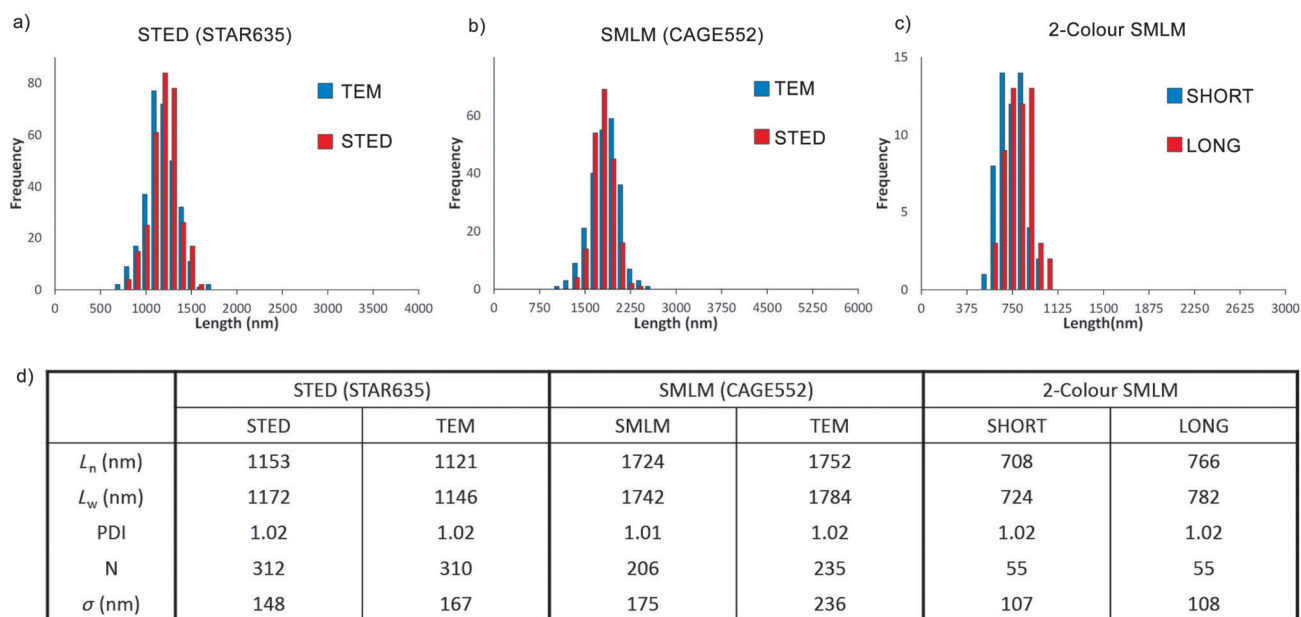 a)
STED (STAR635)
Frequency
80
60
40
20
0
0 500 1000 1500 2000 2500 3000 3500 4000
Length (nm)
TEM
STED
b)
SMLM (CAGE552)
Frequency
60
40
20
0
0 750 1500 2250 3000 3750 4500 5250 6000
Length (nm)
TEM
STED
c)
2-Colour SMLM
Frequency
15
10
5
0
0 375 750 1125 1500 1875 2250 2625 3000
Length(nm)
SHORT
LONG
d)
STED (STAR635) SMLM (CAGE552) 2-Colour SMLM
STED TEM SMLM TEM SHORT LONG
Ln (nm) 1153 1121 1724 1752 708 766
Lw (nm) 1172 1146 1742 1784 724 782
PDI 1.02 1.02 1.01 1.02 1.02 1.02
N 312 310 206 235 55 55
σ (nm) 148 167 175 236 107 108